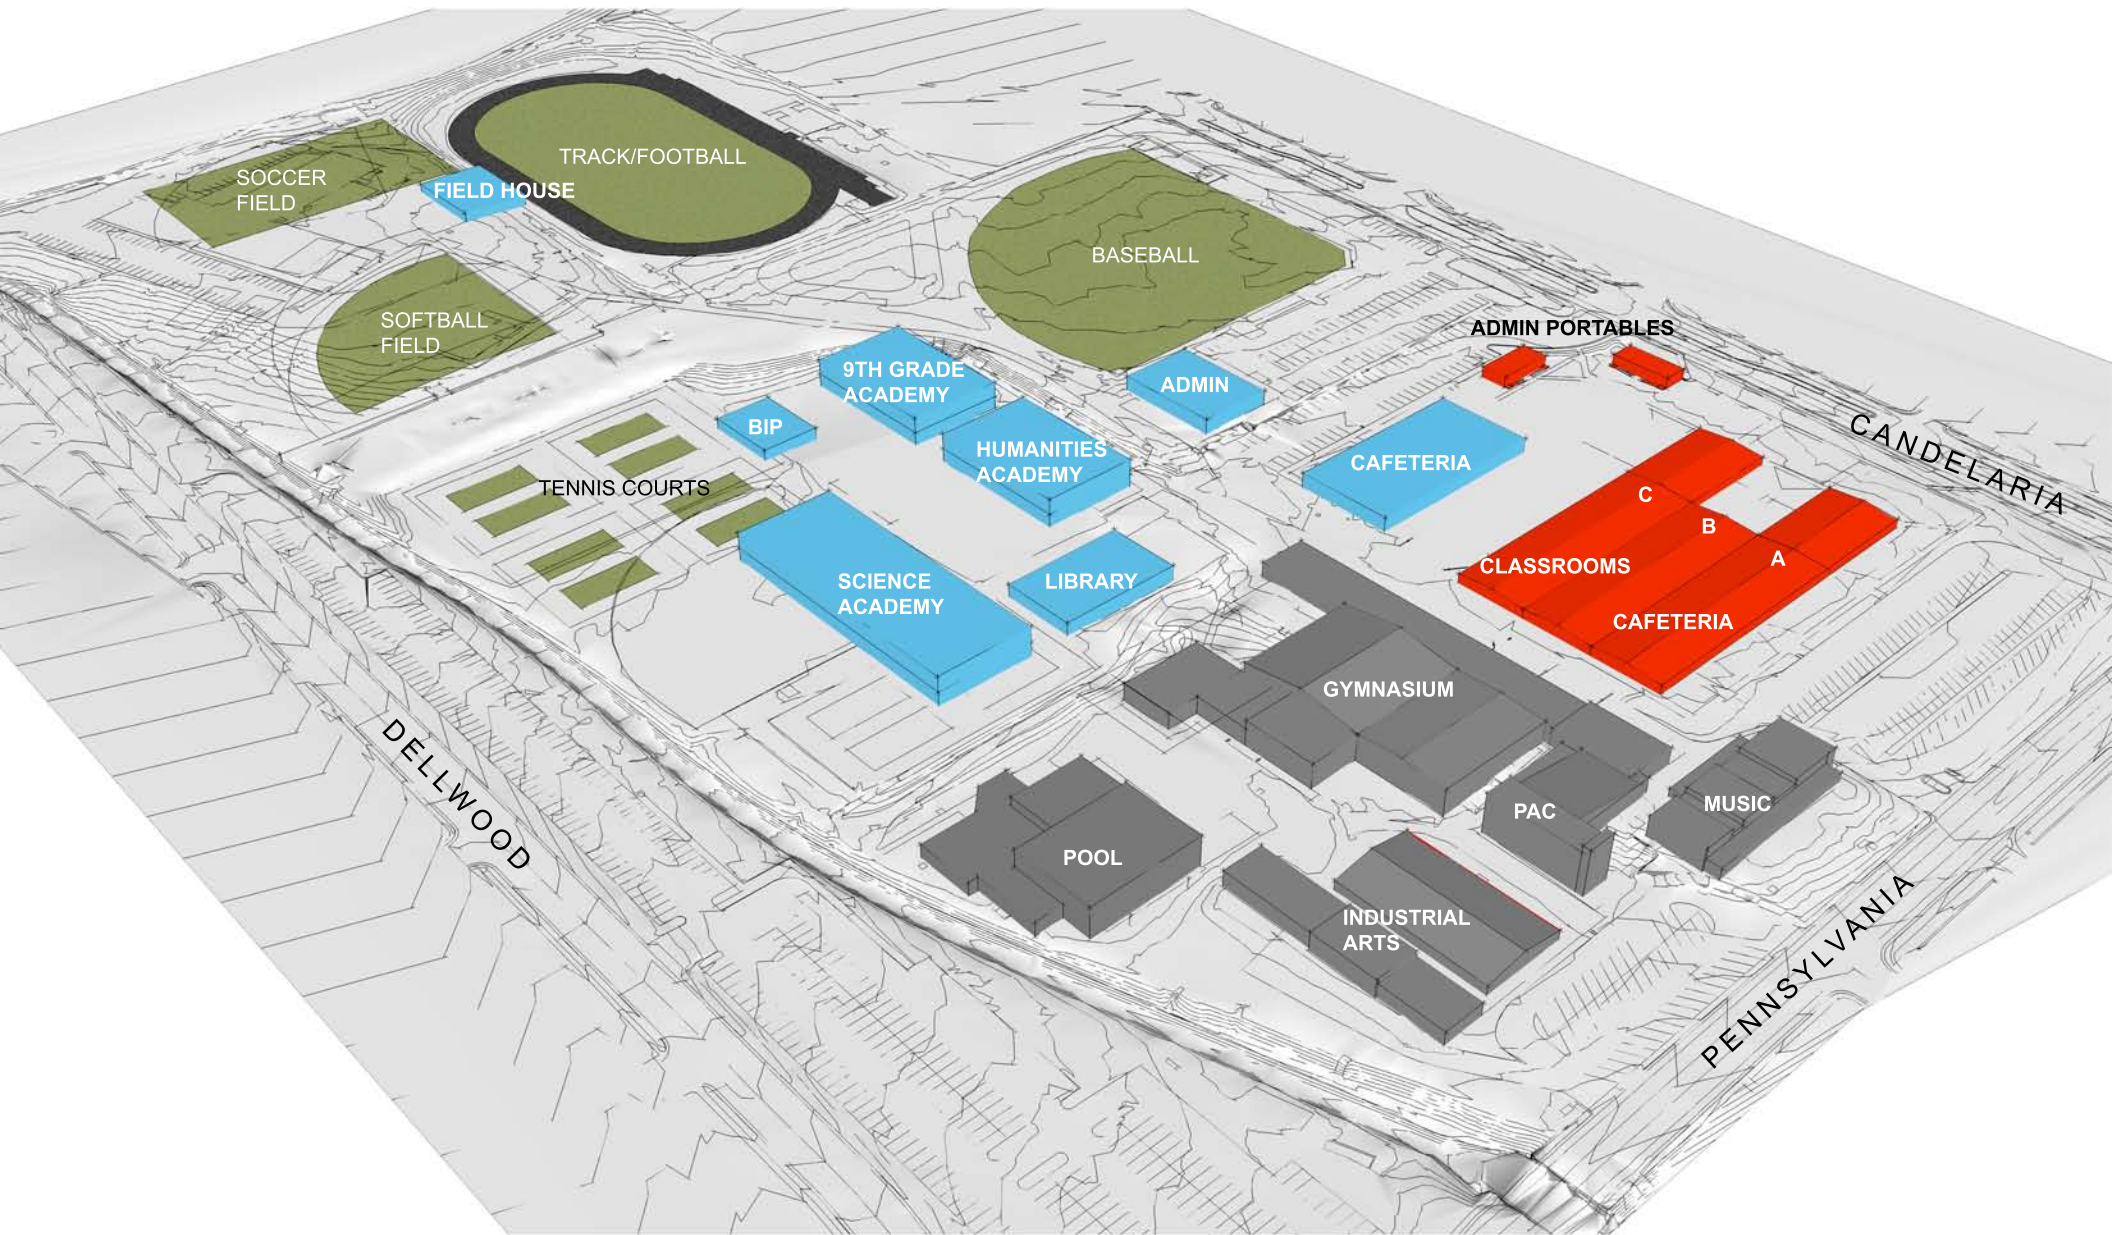 TRACK/FOOTBALL
SOCCER
FIELD
FIELD HOUSE
BASEBALL
SOFTBALL
FIELD
ADMIN PORTABLES
9TH GRADE
ACADEMY
ADMIN
BIP
HUMANITIES
ACADEMY
CAFETERIA
CANDELARIA
TENNIS COURTS
C
B
A
CLASSROOMS
CAFETERIA
SCIENCE
ACADEMY
LIBRARY
GYMNASIUM
DELLWOOD
PAC
MUSIC
POOL
INDUSTRIAL
ARTS
PENNSYLVANIA